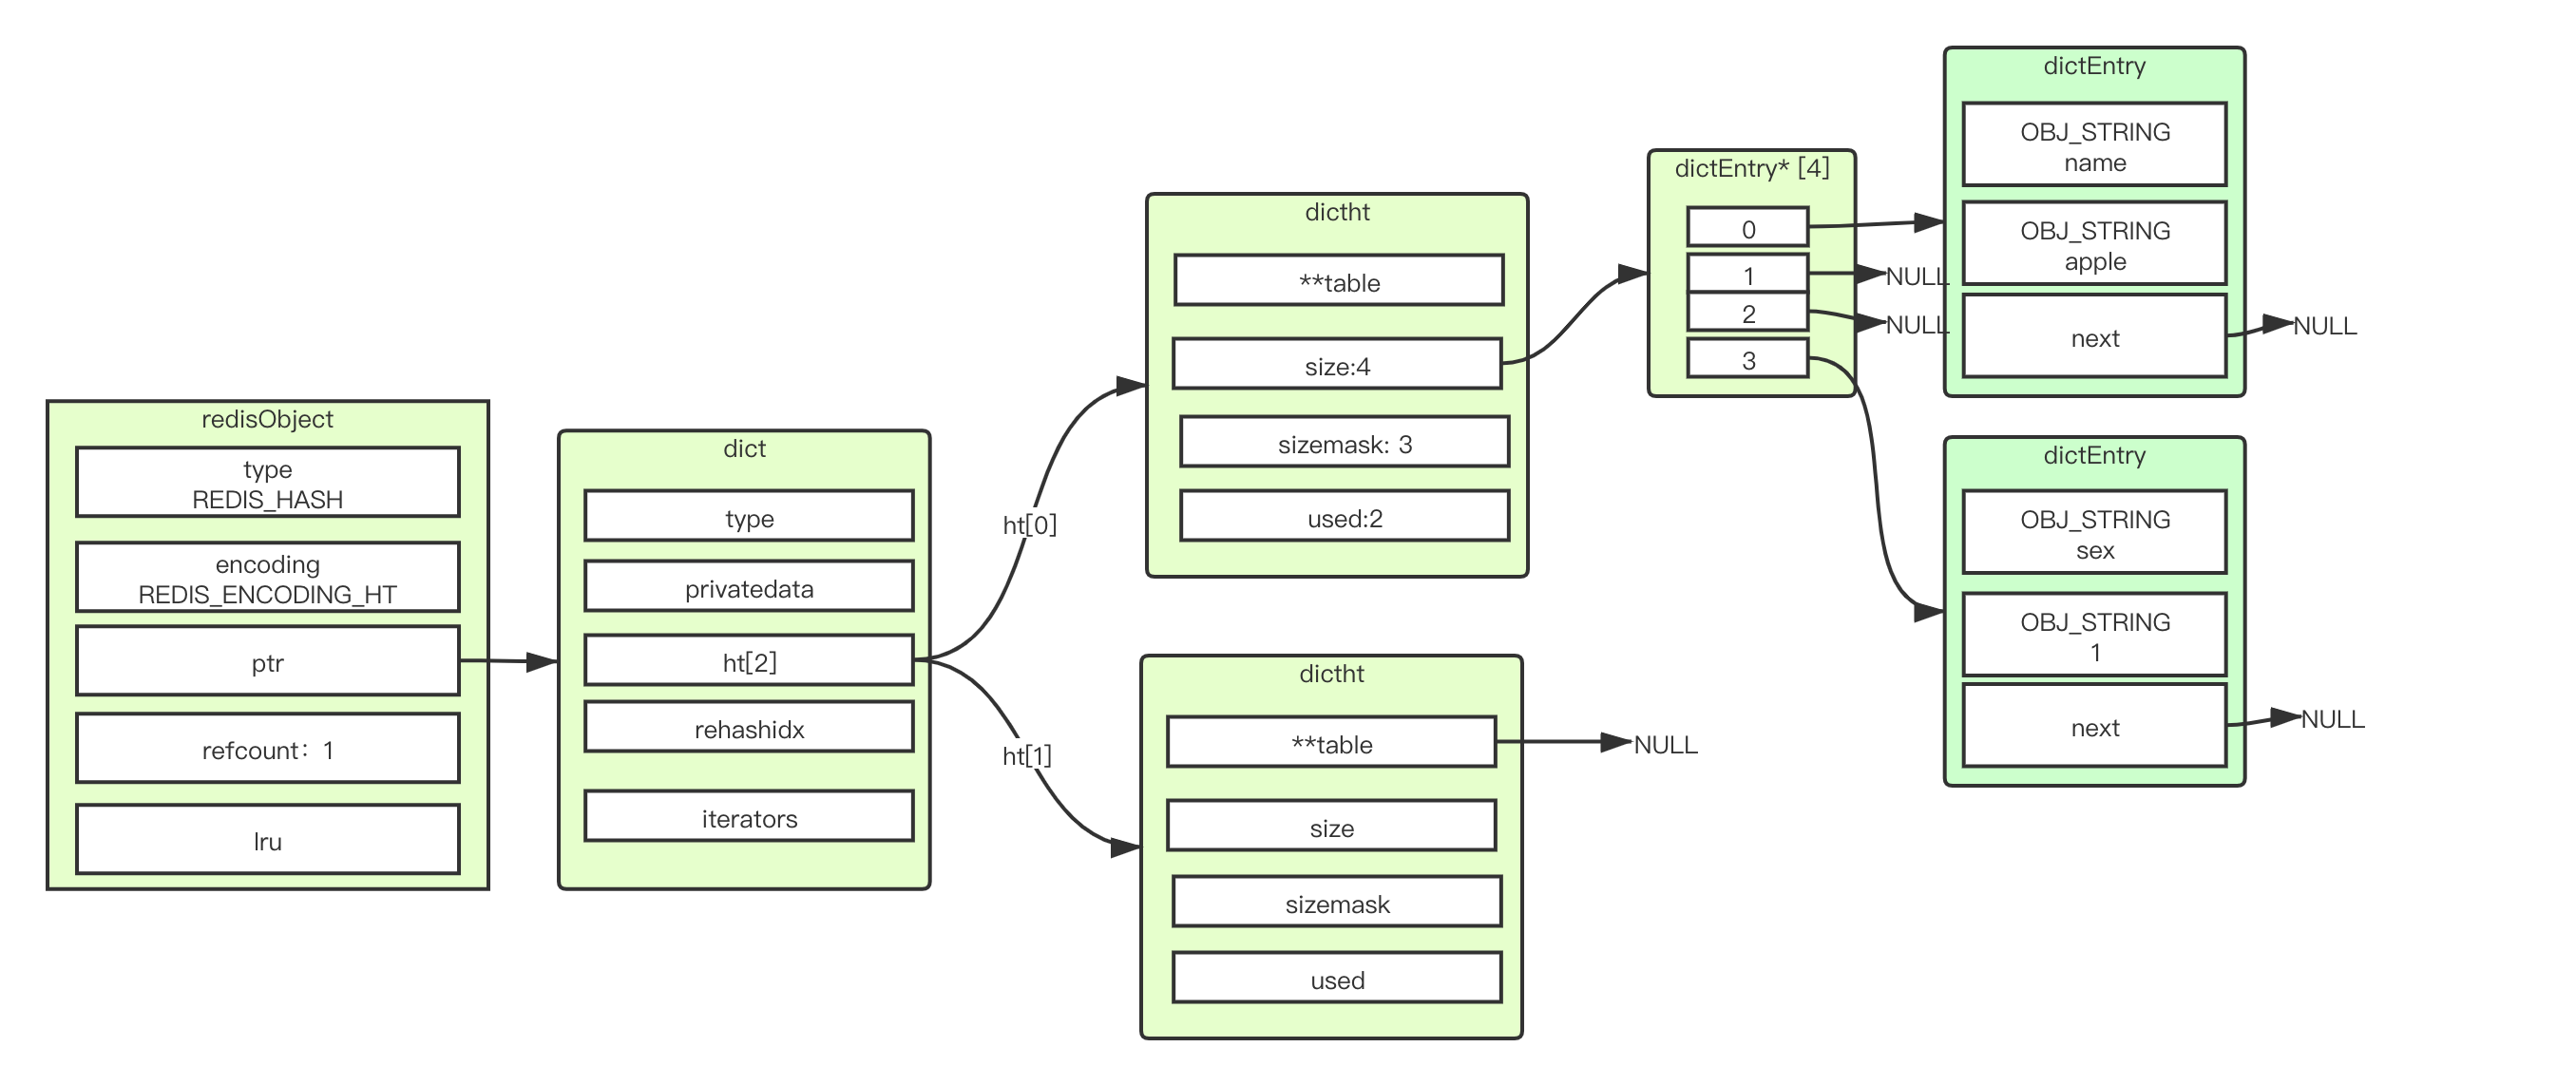 redisObject
type
REDIS_HASH
encoding
REDIS_ENCODING_HT
ptr
refcount：1
lru
dict
type
privatedata
ht[2]
rehashidx
iterators
ht[0]
ht[1]
dictht
**table
size:4
sizemask: 3
used:2
dictht
**table
size
sizemask
used
NULL
dictEntry* [4]
0
1
2
3
NULL
NULL
dictEntry
OBJ_STRING
name
OBJ_STRING
apple
next
NULL
dictEntry
OBJ_STRING
sex
OBJ_STRING
1
next
NULL